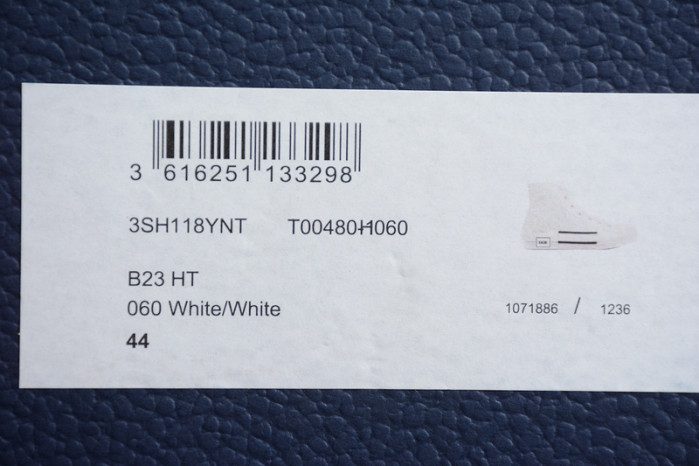 3 616251 133298
3SH118YNT T00480H060
B23 HT
060 White/White
44
1071886 / 1236